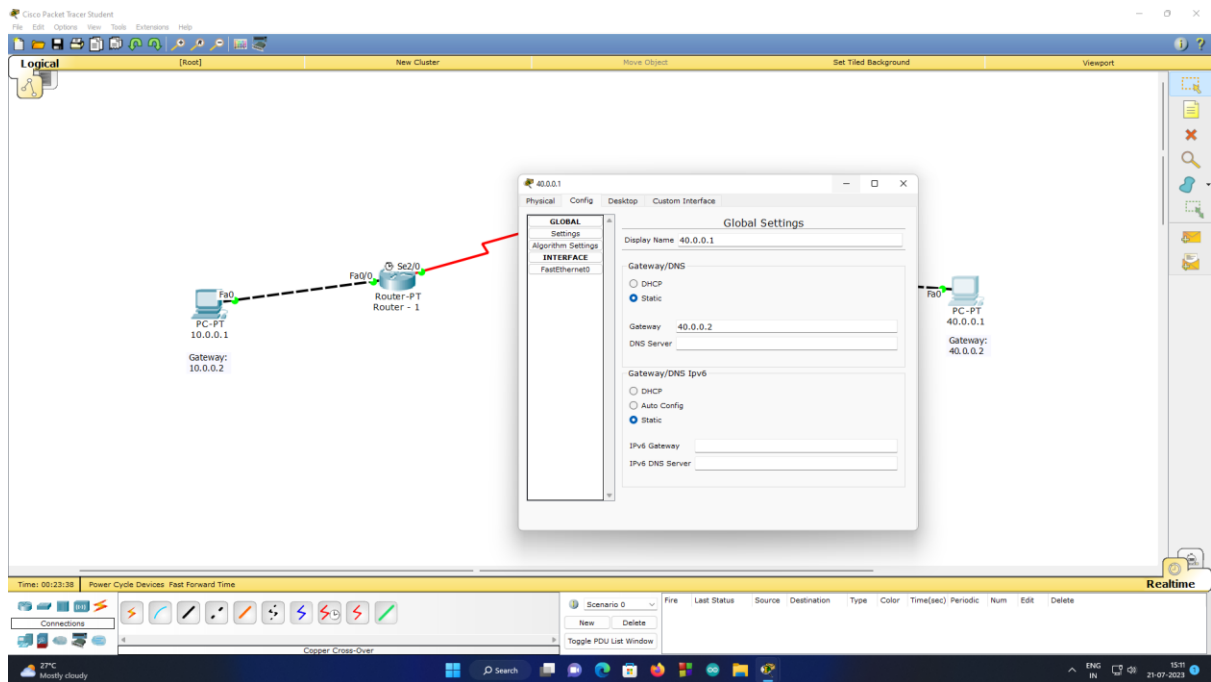 Cisco Packet Tracer Student
File Edit Options View Tools Extensions Help
Logical [Root] New Cluster Move Object Set Tiled Background Viewport
40.0.0.1
Physical Config Desktop Custom Interface
GLOBAL
Settings
Algorithm Settings
INTERFACE
FastEthernet0
Global Settings
Display Name 40.0.0.1
Gateway/DNS
DHCP
Static
Gateway 40.0.0.2
DNS Server
Gateway/DNS Ipv6
DHCP
Auto Config
Static
IPv6 Gateway
IPv6 DNS Server
Fa0
PC-PT
10.0.0.1
Gateway:
10.0.0.2
Fa0/0
Se2/0
Router-PT
Router - 1
Fa0
PC-PT
40.0.0.1
Gateway:
40.0.0.2
Time: 00:23:38 Power Cycle Devices Fast Forward Time
Realtime
Connections
Copper Cross-Over
Scenario 0
New Delete
Toggle PDU List Window
Fire Last Status Source Destination Type Color Time(sec) Periodic Num Edit Delete
27°C
Mostly cloudy
Search
ENG
IN
15:11
21-07-2023
1